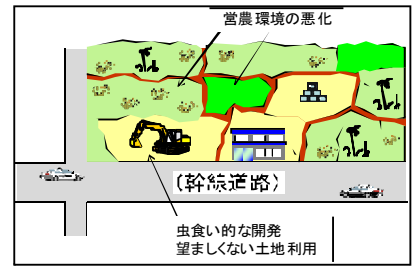 営農環境の悪化
(幹線道路)
虫食い的な開発
望ましくない土地利用